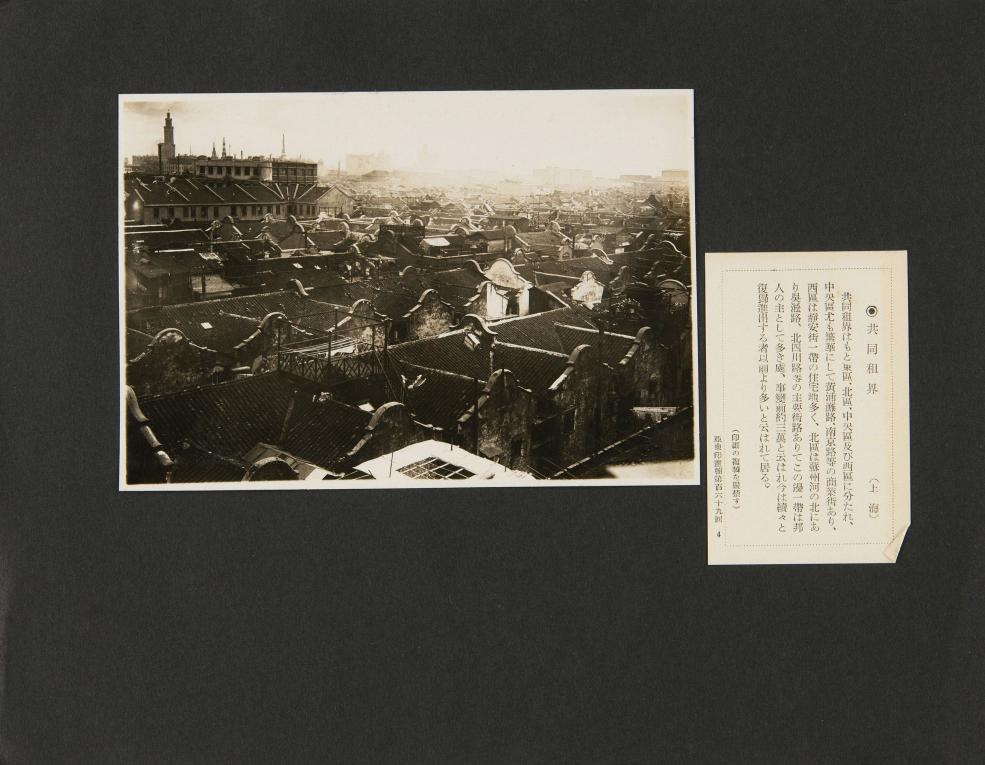 ◉共同租界
（上海）
共同租界はもと東區、北區、中央區及び西區に分たれ、
中央區尤も繁華にして黄浦灘路、南京路等の商業街あり、
西區は靜安街一帶の住宅地多く、北區は蘇州河の北にあ
り吳淞路、北四川路等の主要街路ありてこの邊一帶は邦
人の主として多き處、事變前約三萬と云はれ今は續々と
復歸進出する者以前より多いと云はれて居る。
（印畫の複製を嚴禁す）
亞東印畫輯第百六十九回
4